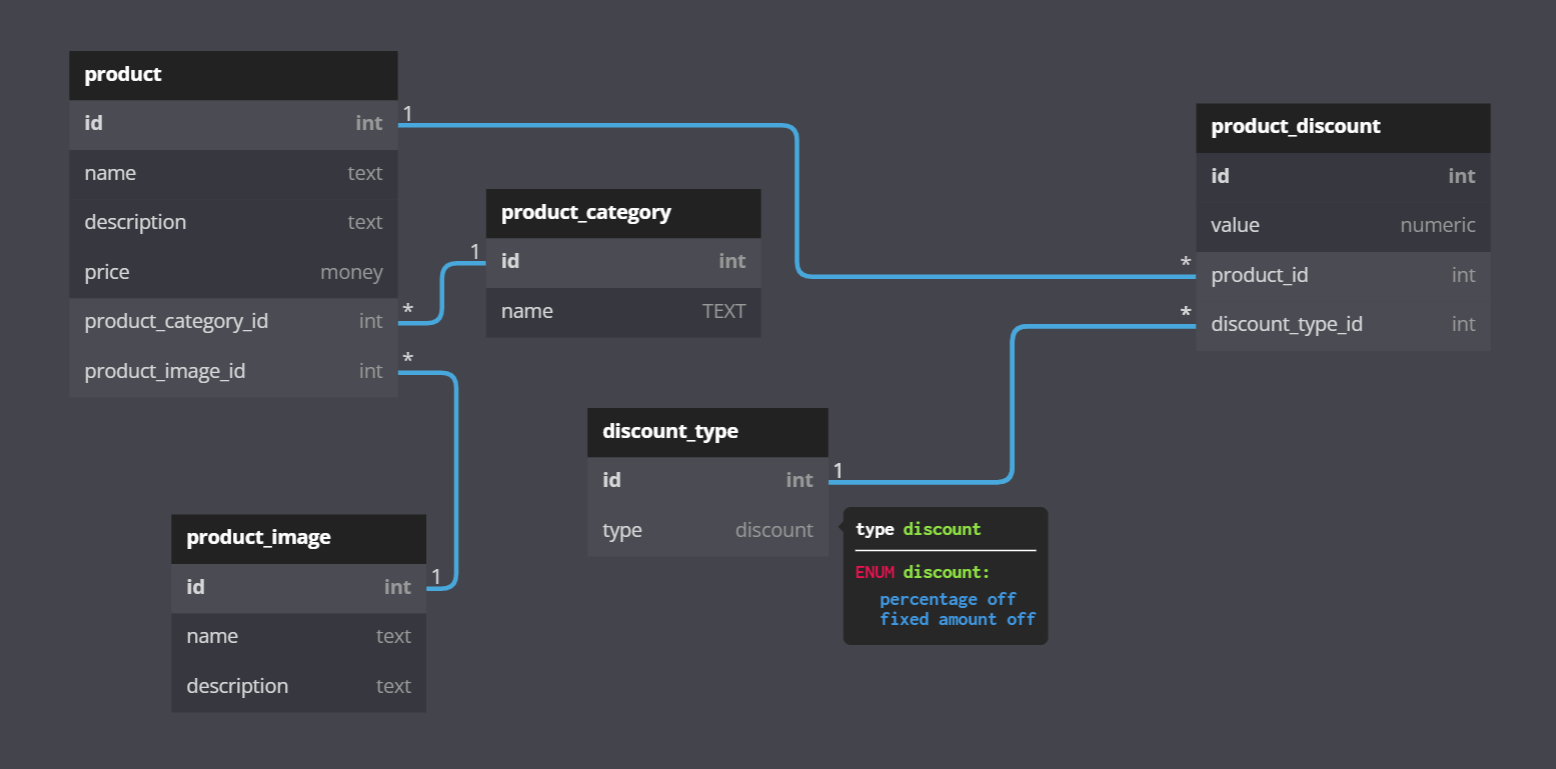 product
id int
name text
description text
price money
product_category_id int
product_image_id int
1
*
*
product_category
id int
name TEXT
1
product_discount
id int
value numeric
product_id int
discount_type_id int
*
*
discount_type
id int
type discount
1
type discount
ENUM discount:
percentage off
fixed amount off
product_image
id int
name text
description text
1